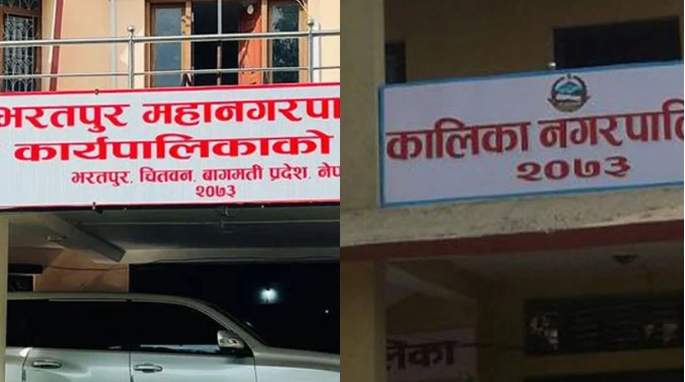 भरतपुर महानगरपा
कार्यपालिकाको
भरतपुर, चितवन, बागमती प्रदेश, नेप
२०७३
कालिका नगरपालि
२०७३
लिका